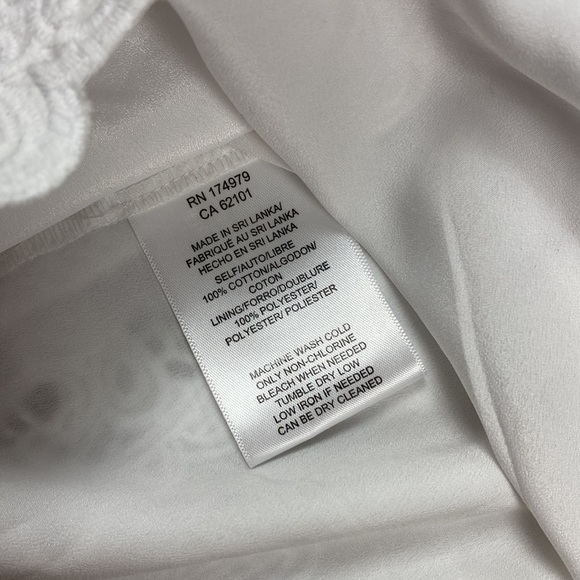 RN 174979
CA 62101
MADE IN SRI LANKA/
FABRIQUÉ AU SRI LANKA/
HECHO EN SRI LANKA
SELF/AUTO/LIBRE
100% COTTON/ALGODON/
COTON
LINING/FORRO/DOUBLURE
100% POLYESTER/
POLYESTER/ POLIESTER
MACHINE WASH COLD
ONLY NON-CHLORINE
BLEACH WHEN NEEDED
TUMBLE DRY LOW
LOW IRON IF NEEDED
CAN BE DRY CLEANED